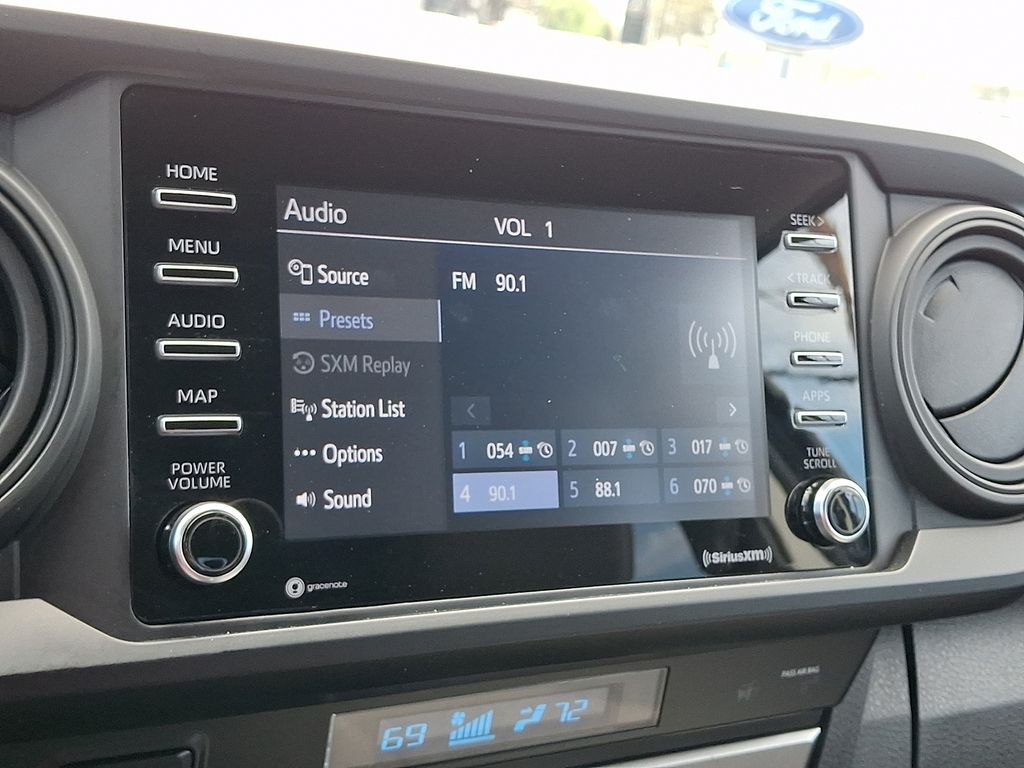 Ford
HOME
MENU
AUDIO
MAP
POWER
VOLUME
Audio
VOL 1
Source
Presets
SXM Replay
Station List
Options
Sound
FM 90.1
1 054
2 007
3 017
4 90.1
5 88.1
6 070
SEEK >
< TRACK
PHONE
APPS
TUNE
SCROLL
gracenote
((SiriusXM))
PASS AIR BAG
69
72